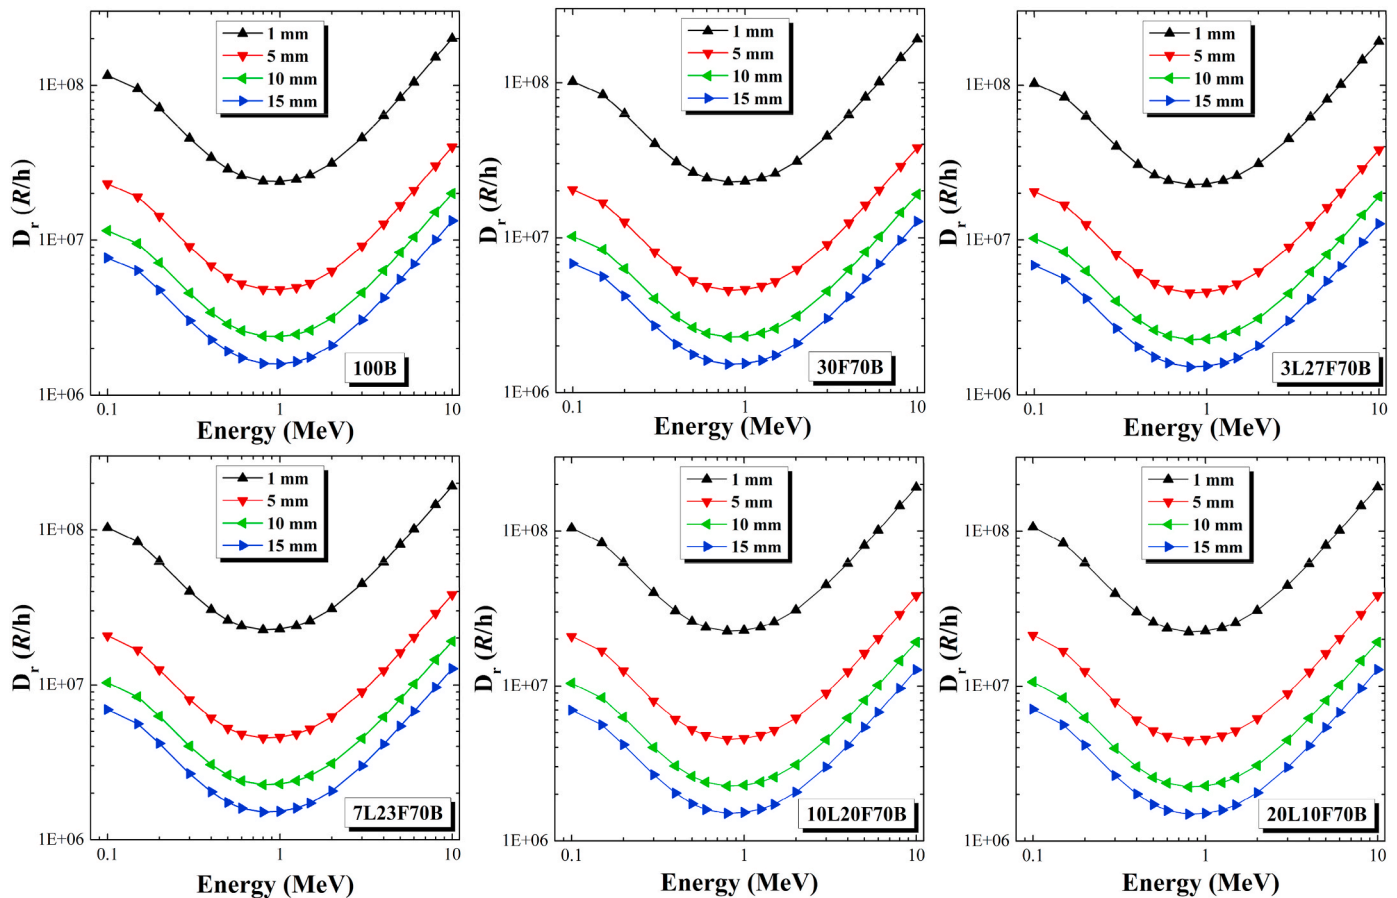 1 mm
5 mm
10 mm
15 mm
1E+08
1E+07
1E+06
Dr (R/h)
100B
0.1 1 10
Energy (MeV)
1 mm
5 mm
10 mm
15 mm
1E+08
1E+07
1E+06
Dr (R/h)
30F70B
0.1 1 10
Energy (MeV)
1 mm
5 mm
10 mm
15 mm
1E+08
1E+07
1E+06
Dr (R/h)
3L27F70B
0.1 1 10
Energy (MeV)
1 mm
5 mm
10 mm
15 mm
1E+08
1E+07
1E+06
Dr (R/h)
7L23F70B
0.1 1 10
Energy (MeV)
1 mm
5 mm
10 mm
15 mm
1E+08
1E+07
1E+06
Dr (R/h)
10L20F70B
0.1 1 10
Energy (MeV)
1 mm
5 mm
10 mm
15 mm
1E+08
1E+07
1E+06
Dr (R/h)
20L10F70B
0.1 1 10
Energy (MeV)